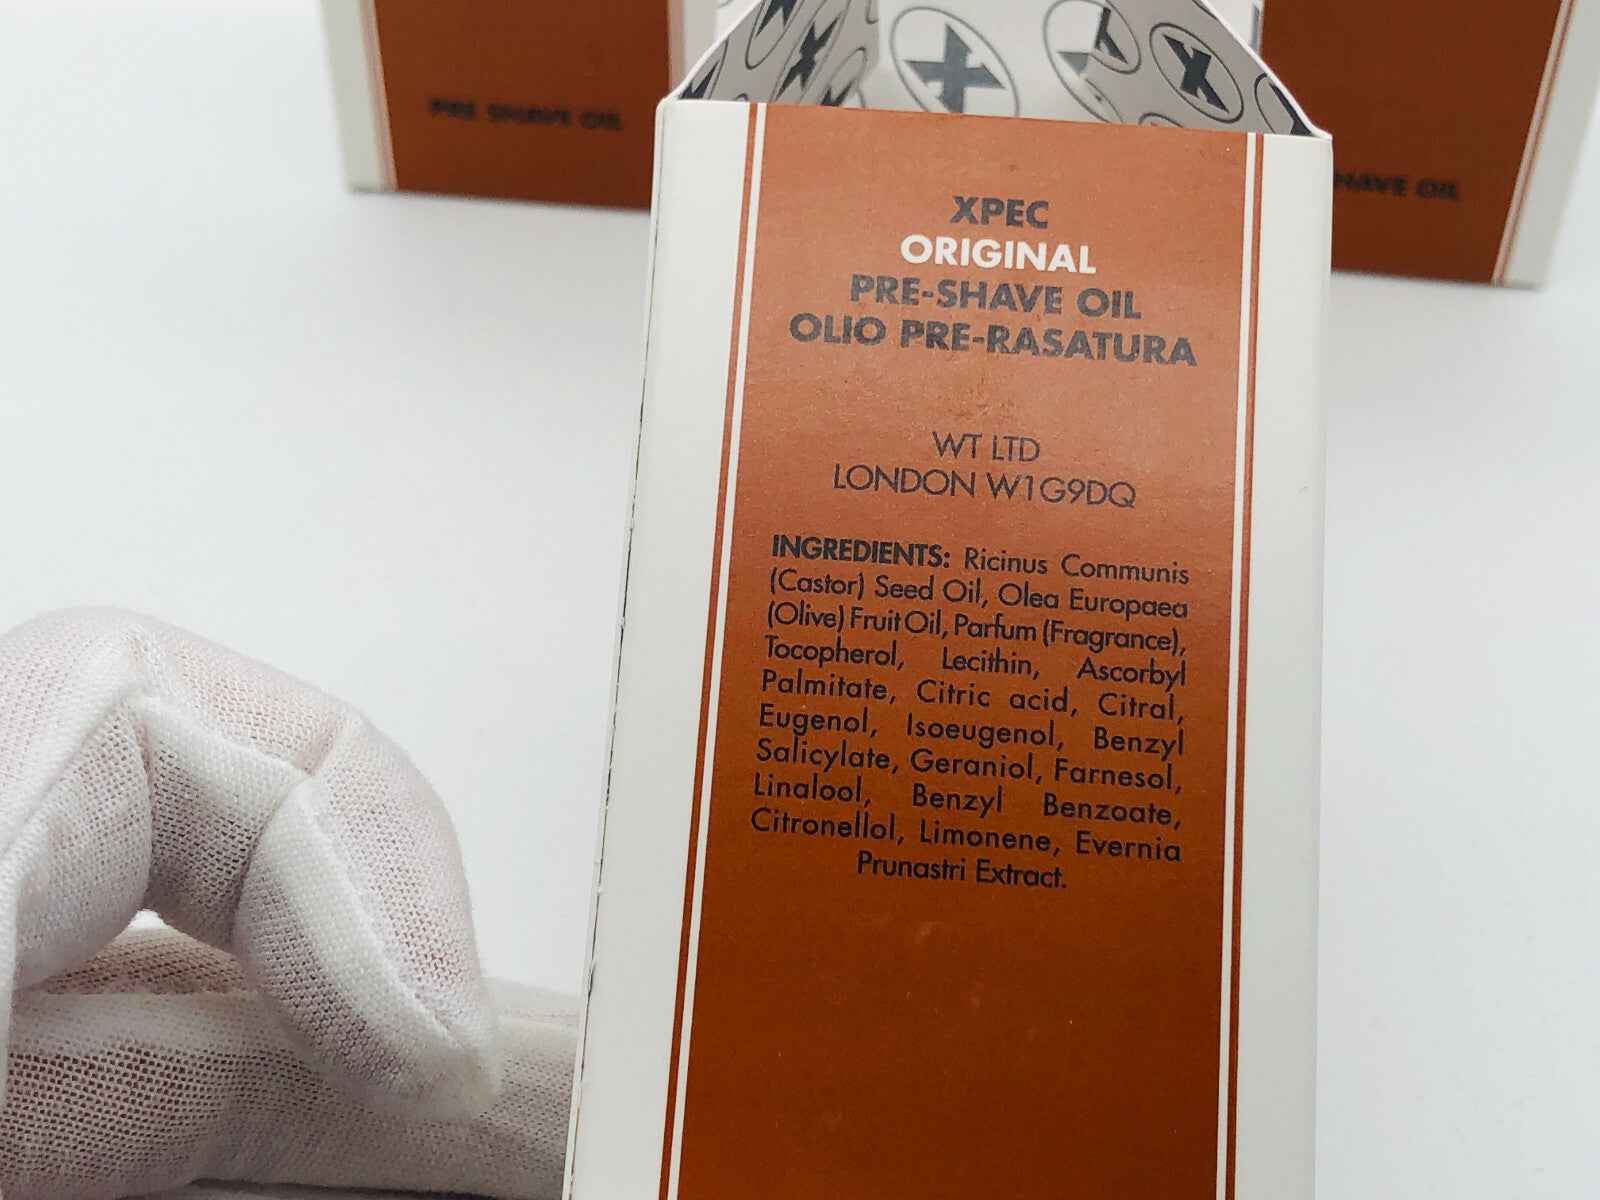 PRE SHAVE OIL
SHAVE OIL
XPEC
ORIGINAL
PRE-SHAVE OIL
OLIO PRE-RASATURA
WT LTD
LONDON W1G9DQ
INGREDIENTS: Ricinus Communis
(Castor) Seed Oil, Olea Europaea
(Olive) Fruit Oil, Parfum (Fragrance),
Tocopherol, Lecithin, Ascorbyl
Palmitate, Citric acid, Citral,
Eugenol, Isoeugenol, Benzyl
Salicylate, Geraniol, Farnesol,
Linalool, Benzyl Benzoate,
Citronellol, Limonene, Evernia
Prunastri Extract.